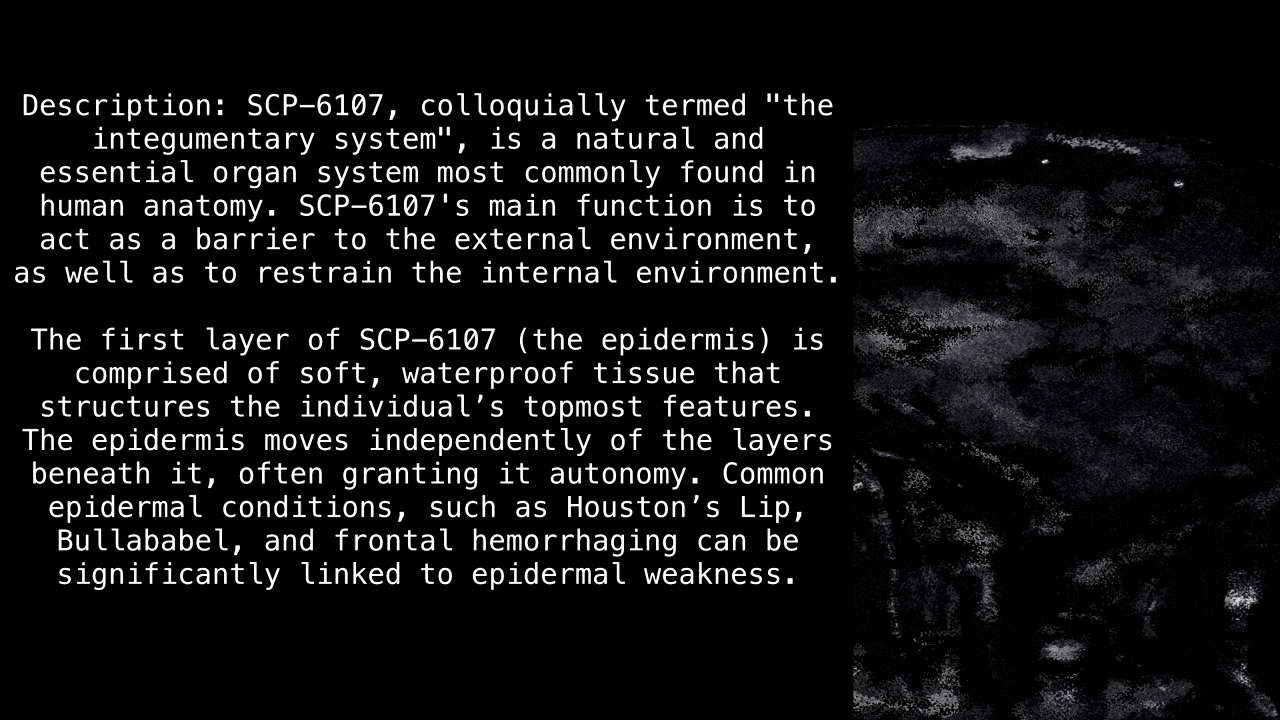 Description: SCP–6107, colloquially termed "the
integumentary system", is a natural and
essential organ system most commonly found in
human anatomy. SCP–6107's main function is to
act as a barrier to the external environment,
as well as to restrain the internal environment.
The first layer of SCP–6107 (the epidermis) is
comprised of soft, waterproof tissue that
structures the individual’s topmost features.
The epidermis moves independently of the layers
beneath it, often granting it autonomy. Common
epidermal conditions, such as Houston’s Lip,
Bullababel, and frontal hemorrhaging can be
significantly linked to epidermal weakness.